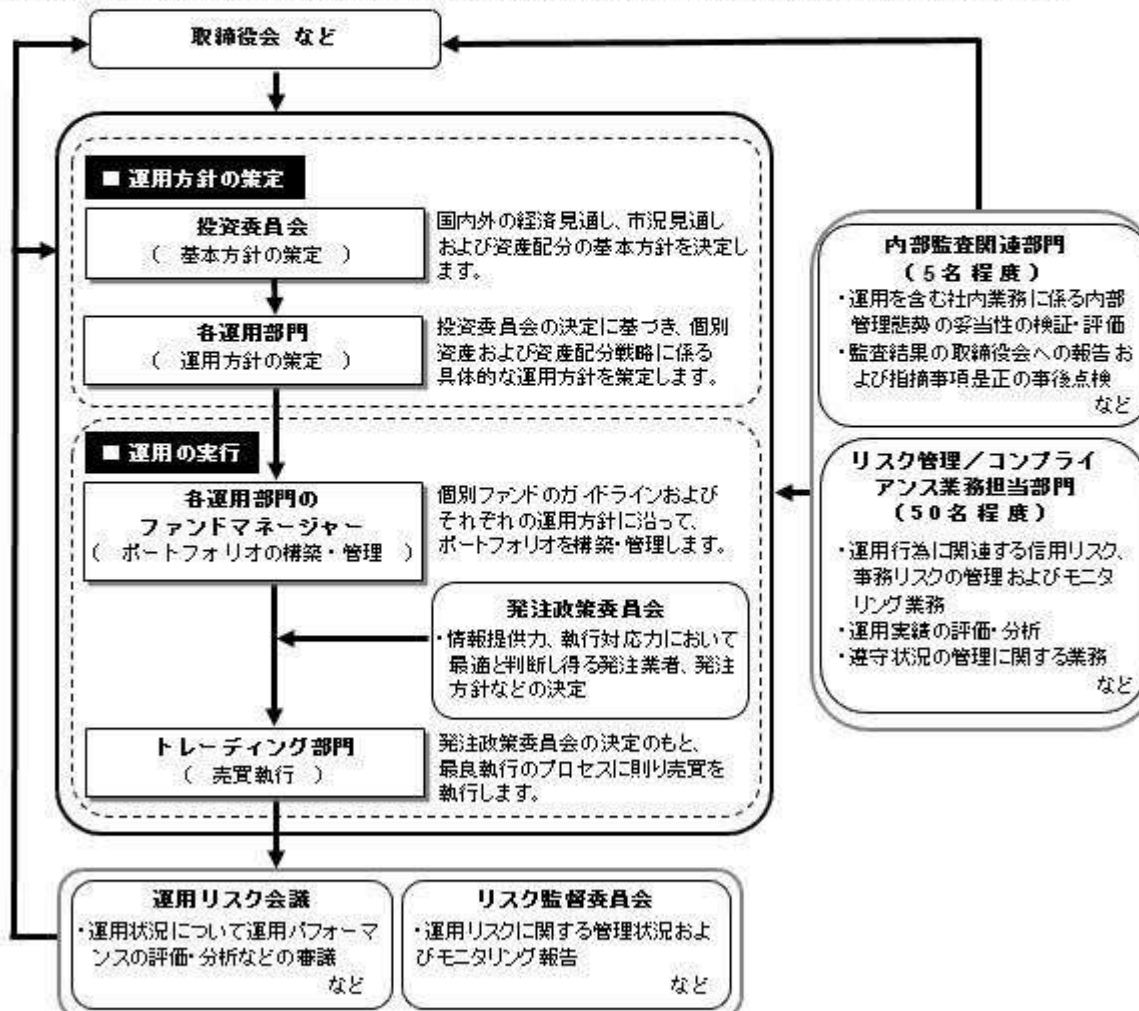 取締役会 など
■ 運用方針の策定
投資委員会
( 基本方針の策定 )
国内外の経済見通し、市況見通し
および資産配分の基本方針を決定し
ます。
各運用部門
( 運用方針の策定 )
投資委員会の決定に基づき、個別
資産および資産配分戦略に係る
具体的な運用方針を策定します。
■ 運用の実行
各運用部門の
ファンドマネージャー
( ポートフォリオの構築・管理 )
個別ファンドのガイドラインおよび
それぞれの運用方針に沿って、
ポートフォリオを構築・管理します。
発注政策委員会
・情報提供力、執行対応力において
最適と判断し得る発注業者、発注
方針などの決定
トレーディング部門
( 売買執行 )
発注政策委員会の決定のもと、
最良執行のプロセスに則り売買を
執行します。
内部監査関連部門
(5名程度)
・運用を含む社内業務に係る内部
管理態勢の妥当性の検証・評価
・監査結果の取締役会への報告お
よび指摘事項是正の事後点検
など
リスク管理/コンプライ
アンス業務担当部門
(50名程度)
・運用行為に関連する信用リスク、
事務リスクの管理およびモニタ
リング業務
・運用実績の評価・分析
・遵守状況の管理に関する業務
など
運用リスク会議
・運用状況について運用パフォーマ
ンスの評価・分析などの審議
など
リスク監督委員会
・運用リスクに関する管理状況およ
びモニタリング報告
など